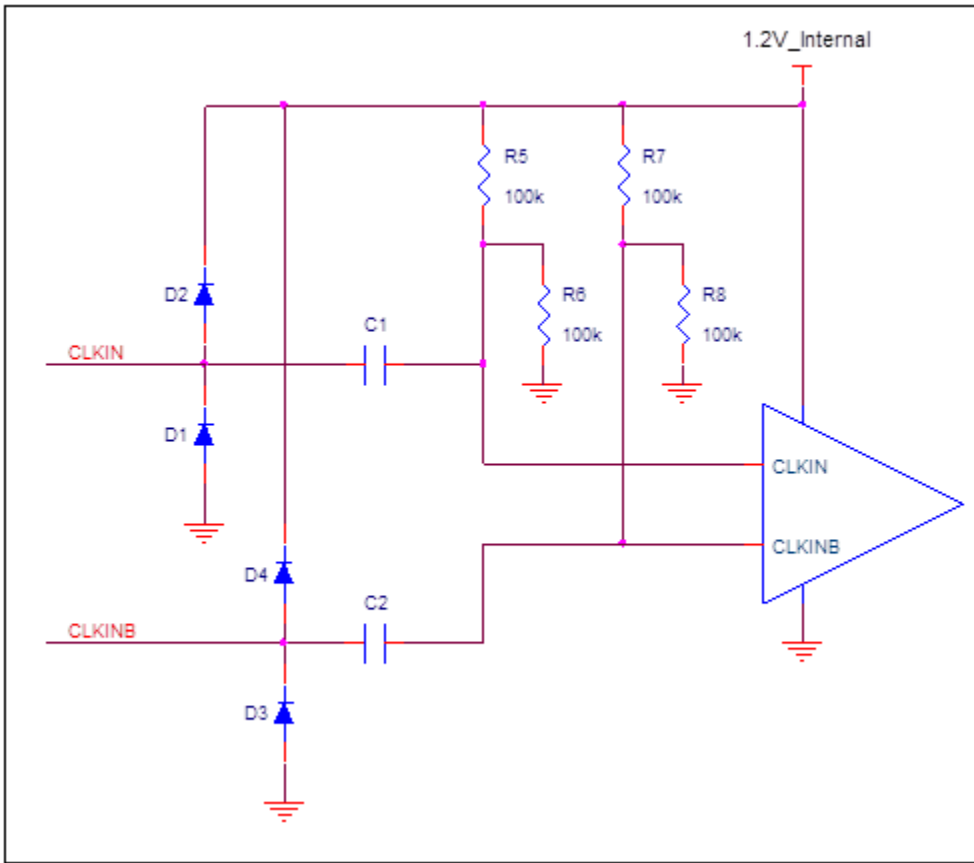 1.2V_Internal
R5
100k
R7
100k
D2
R6
100k
R8
100k
C1
CLKIN
D1
CLKIN
CLKINB
D4
C2
CLKINB
D3